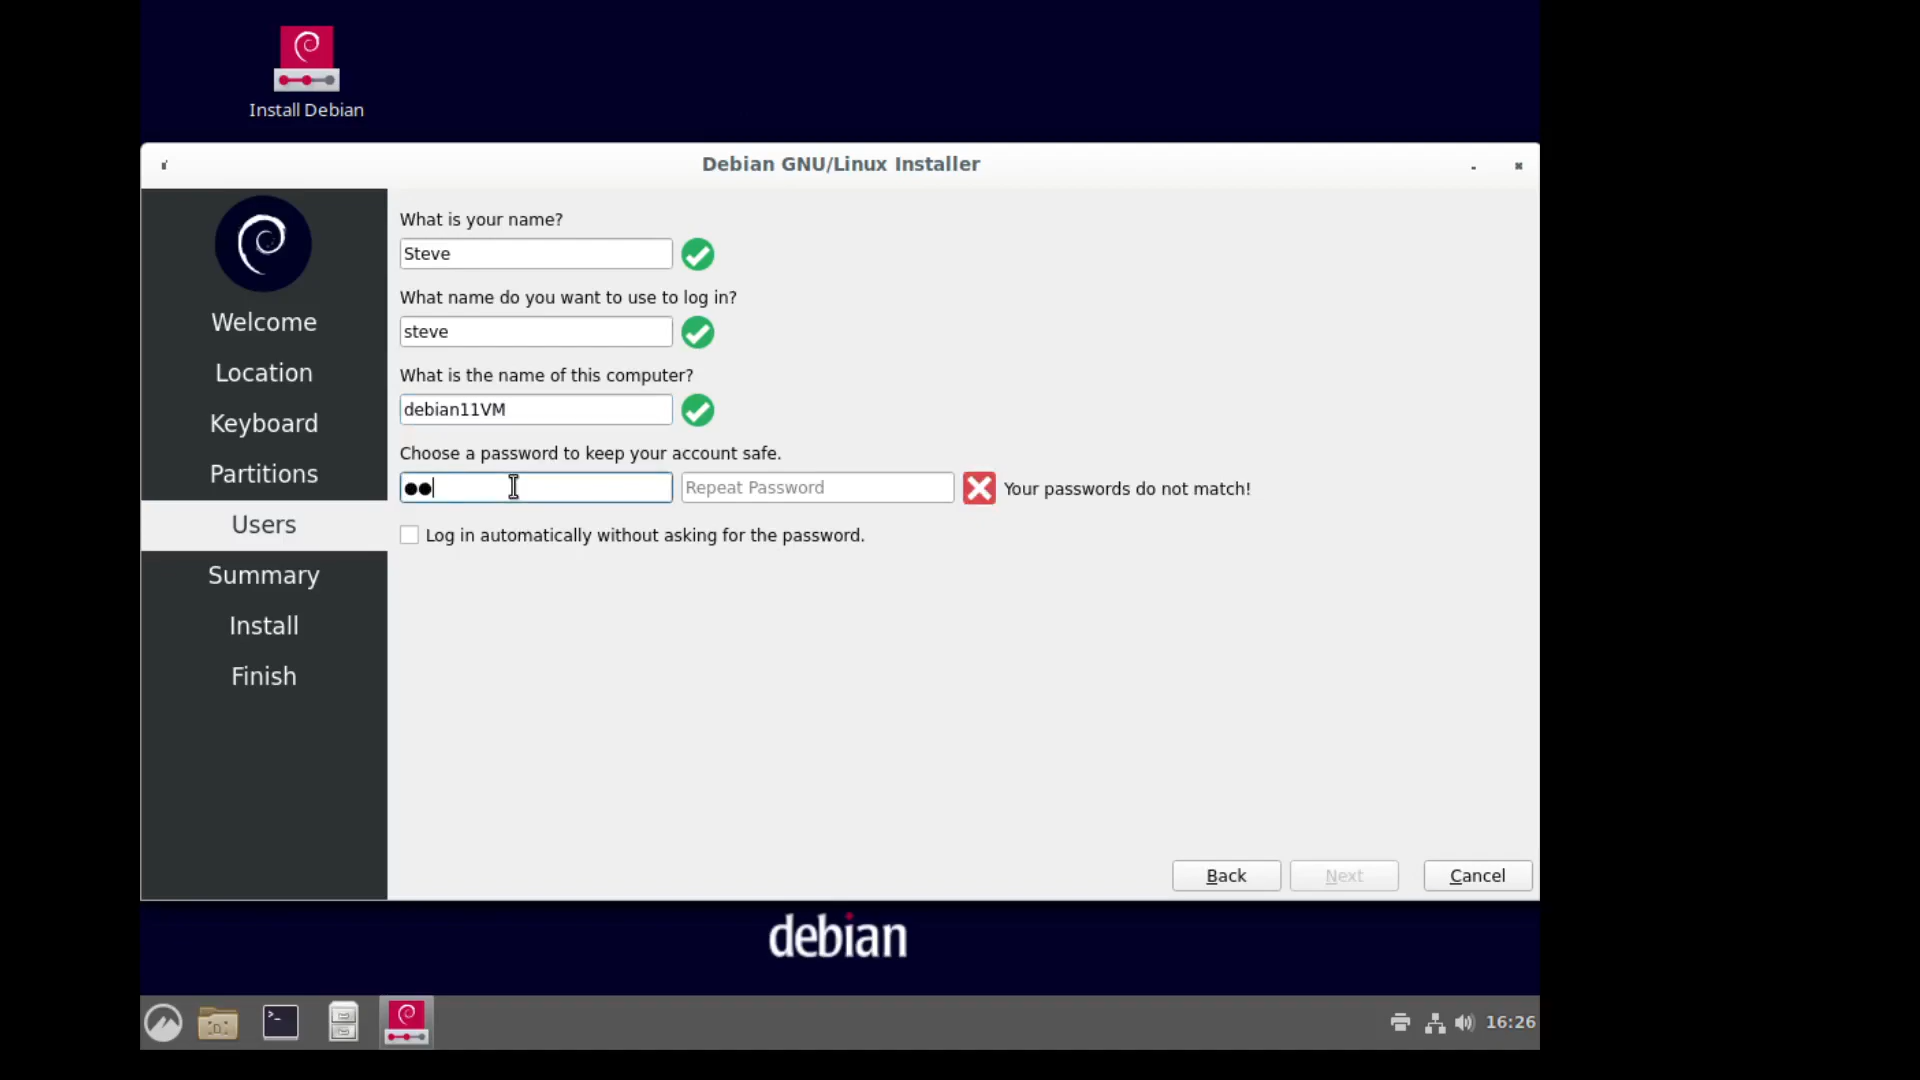 Install Debian
Debian GNU/Linux Installer
What is your name?
Steve
What name do you want to use to log in?
steve
What is the name of this computer?
debian11VM
Choose a password to keep your account safe.
●● Repeat Password Your passwords do not match!
Log in automatically without asking for the password.
Welcome
Location
Keyboard
Partitions
Users
Summary
Install
Finish
Back Next Cancel
debian
16:26